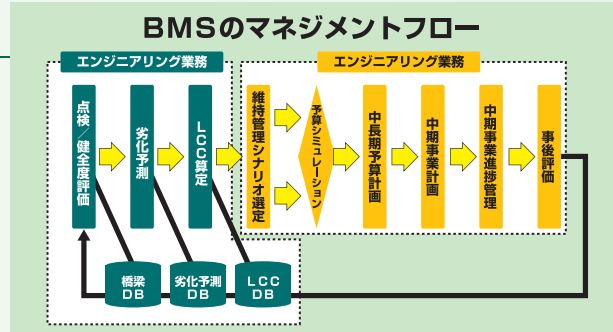 BMSのマネジメントフロー
エンジニアリング業務
エンジニアリング業務
点検／健全度評価
劣化予測
LCC算定
維持管理シナリオ選定
予算シミュレーション
中長期予算計画
中期事業計画
中期事業進捗管理
事後評価
橋梁
DB
劣化予測
DB
LCC
DB